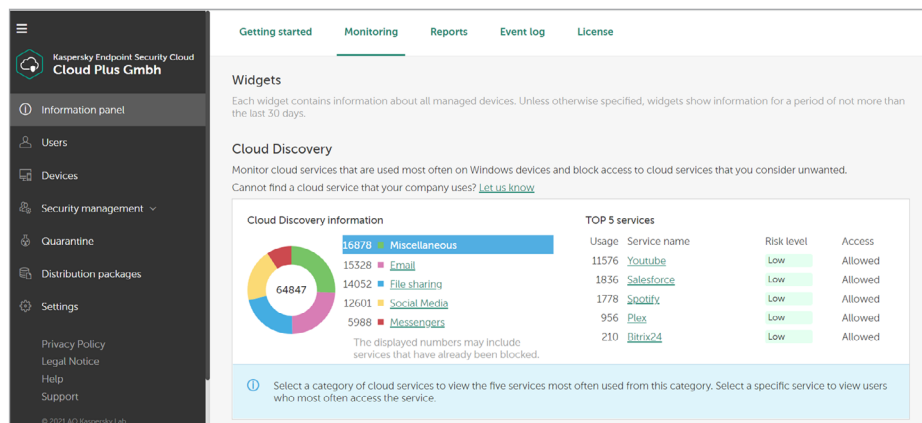 Kaspersky Endpoint Security Cloud
Cloud Plus Gmbh
Information panel
Users
Devices
Security management
Quarantine
Distribution packages
Settings
Privacy Policy
Legal Notice
Help
Support
© 2021 AO Kaspersky Lab
Getting started Monitoring Reports Event log License
Widgets
Each widget contains information about all managed devices. Unless otherwise specified, widgets show information for a period of not more than
the last 30 days.
Cloud Discovery
Monitor cloud services that are used most often on Windows devices and block access to cloud services that you consider unwanted.
Cannot find a cloud service that your company uses? Let us know
Cloud Discovery information
64847
16878 Miscellaneous
15328 Email
14052 File sharing
12601 Social Media
5988 Messengers
The displayed numbers may include
services that have already been blocked.
TOP 5 services
Usage Service name Risk level Access
11576 Youtube Low Allowed
1836 Salesforce Low Allowed
1778 Spotify Low Allowed
956 Plex Low Allowed
210 Bitrix24 Low Allowed
Select a category of cloud services to view the five services most often used from this category. Select a specific service to view users
who most often access the service.